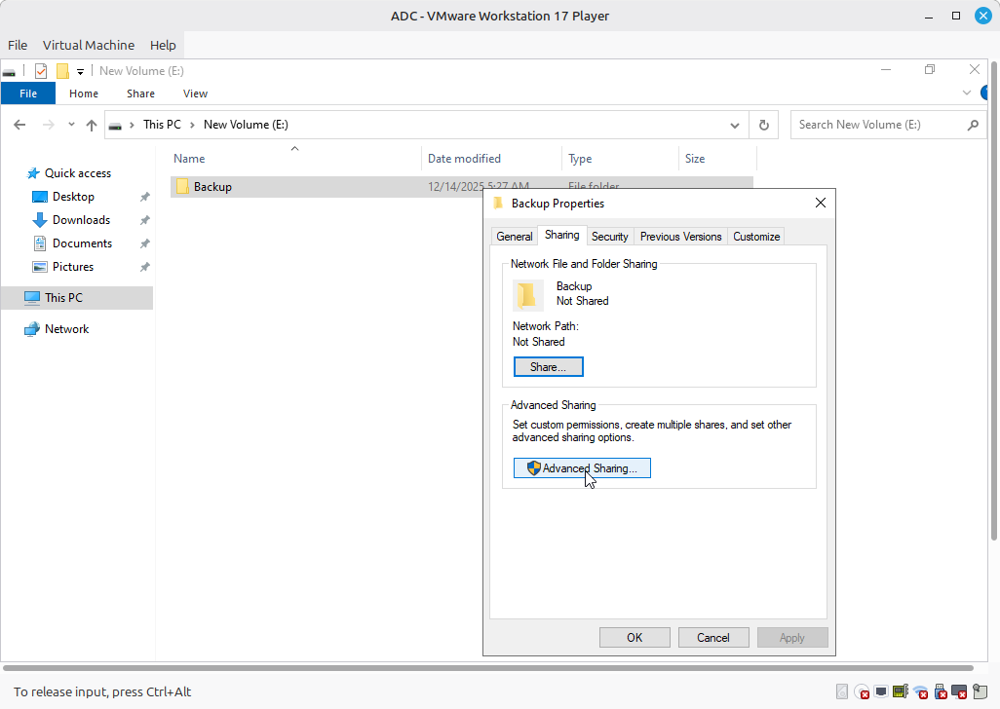 ADC - VMware Workstation 17 Player
File Virtual Machine Help
New Volume (E:)
File Home Share View
This PC New Volume (E:)
Search New Volume (E:)
Name Date modified Type Size
Quick access
Backup 12/14/2025 5:27 AM File folder
Desktop
Downloads
Documents
Pictures
This PC
Network
Backup Properties
General Sharing Security Previous Versions Customize
Network File and Folder Sharing
Backup
Not Shared
Network Path:
Not Shared
Share...
Advanced Sharing
Set custom permissions, create multiple shares, and set other
advanced sharing options.
Advanced Sharing...
OK Cancel Apply
To release input, press Ctrl+Alt